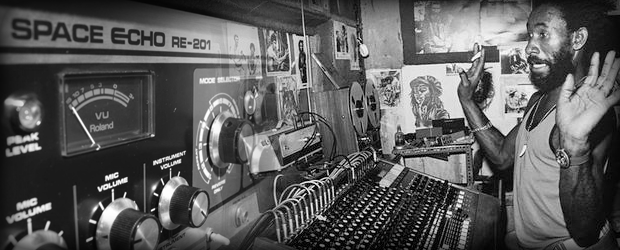 SPACE ECHO RE-201
MODE SELECTOR
VU
Roland
PEAK
LEVEL
INSTRUMENT
VOLUME
MIC
VOLUME
MIC
VOLUME